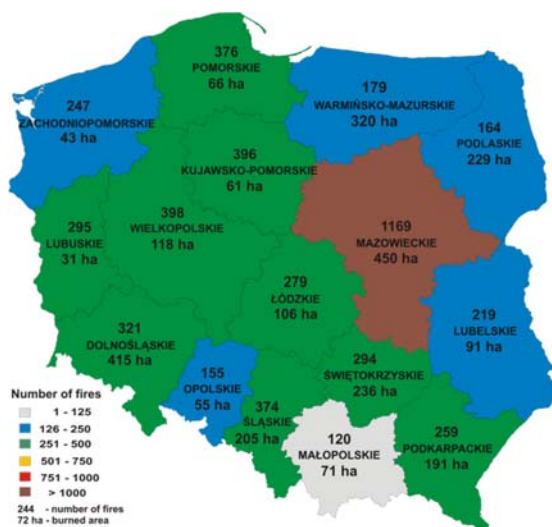 376
POMORSKIE
66 ha
179
WARMIŃSKO-MAZURSKIE
320 ha
247
ZACHODNIOPOMORSKIE
43 ha
164
PODLASKIE
229 ha
396
KUJAWSKO-POMORSKIE
61 ha
1169
MAZOWIECKIE
450 ha
295
LUBUSKIE
31 ha
398
WIELKOPOLSKIE
118 ha
279
ŁÓDZKIE
106 ha
219
LUBELSKIE
91 ha
321
DOLNOŚLĄSKIE
415 ha
155
OPOLSKIE
55 ha
374
ŚLĄSKIE
205 ha
294
ŚWIĘTOKRZYSKIE
236 ha
120
MAŁOPOLSKIE
71 ha
259
PODKARPACKIE
191 ha
Number of fires
1 - 125
126 - 250
251 - 500
501 - 750
751 - 1000
> 1000
244 - number of fires
72 ha - burned area